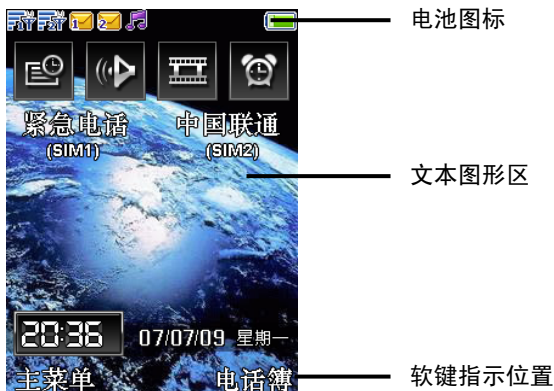 电池图标
紧急电话 中国联通
(SIM1) (SIM2)
文本图形区
20:36 07/07/09 星期一
主菜单 电话簿 软键指示位置